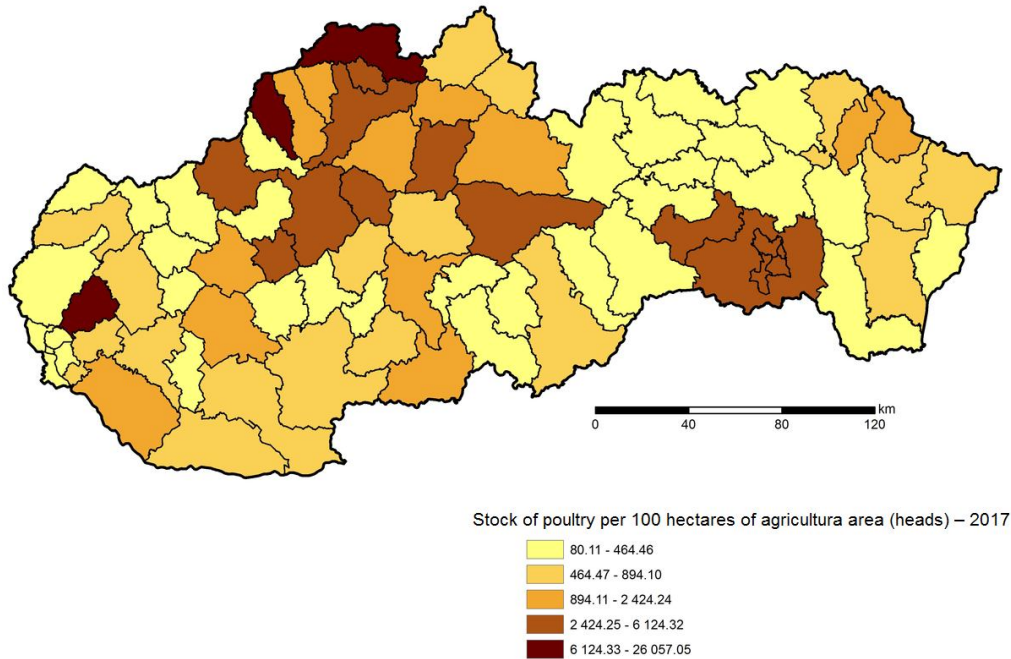 km
0 40 80 120
Stock of poultry per 100 hectares of agricultura area (heads) – 2017
80.11 - 464.46
464.47 - 894.10
894.11 - 2 424.24
2 424.25 - 6 124.32
6 124.33 - 26 057.05